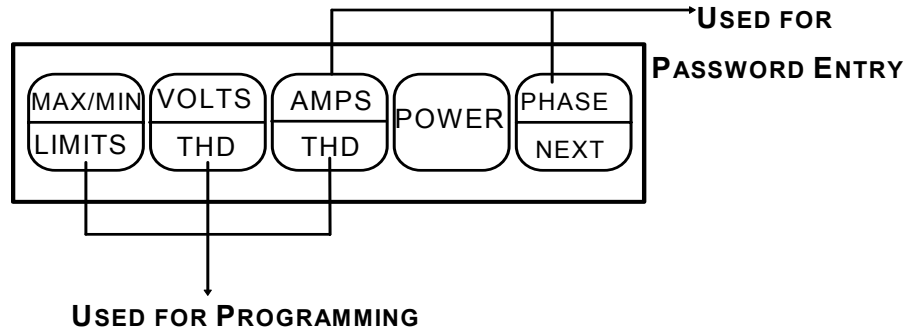 USED FOR
PASSWORD ENTRY
MAX/MIN VOLTS AMPS POWER PHASE
LIMITS THD THD NEXT
USED FOR PROGRAMMING